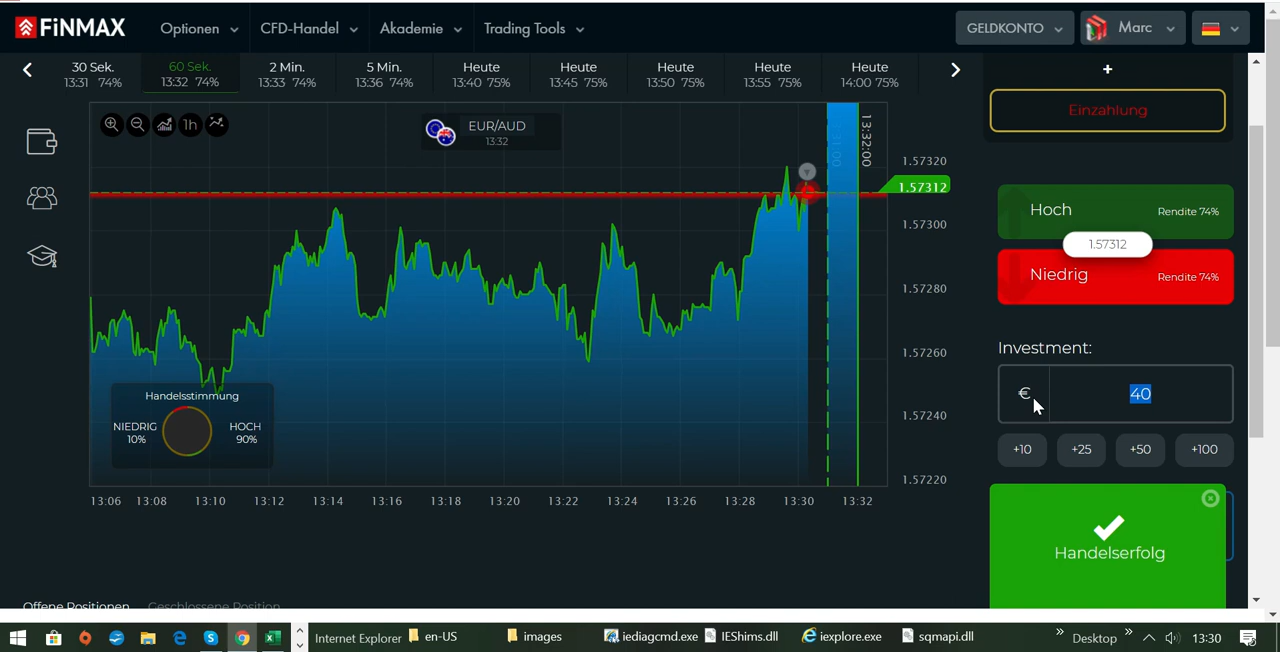 FiNMAX
Optionen
CFD-Handel
Akademie
Trading Tools
GELDKONTO
Marc
30 Sek.
13:31 74%
60 Sek.
13:32 74%
2 Min.
13:33 74%
5 Min.
13:36 74%
Heute
13:40 75%
Heute
13:45 75%
Heute
13:50 75%
Heute
13:55 75%
Heute
14:00 75%
+
Einzahlung
1h
EUR/AUD
13:32
13:32:00
1.57320
1.57312
1.57300
1.57280
1.57260
1.57240
1.57220
Hoch
Rendite 74%
1.57312
Niedrig
Rendite 74%
Investment:
€
40
+10
+25
+50
+100
Handelsstimmung
NIEDRIG
10%
HOCH
90%
13:06 13:08 13:10 13:12 13:14 13:16 13:18 13:20 13:22 13:24 13:26 13:28 13:30 13:32
Handelserfolg
Offene Positionen
Geschlossene Position
Internet Explorer
en-US
images
iediagcmd.exe
IEShims.dll
iexplore.exe
sqmapi.dll
Desktop
13:30